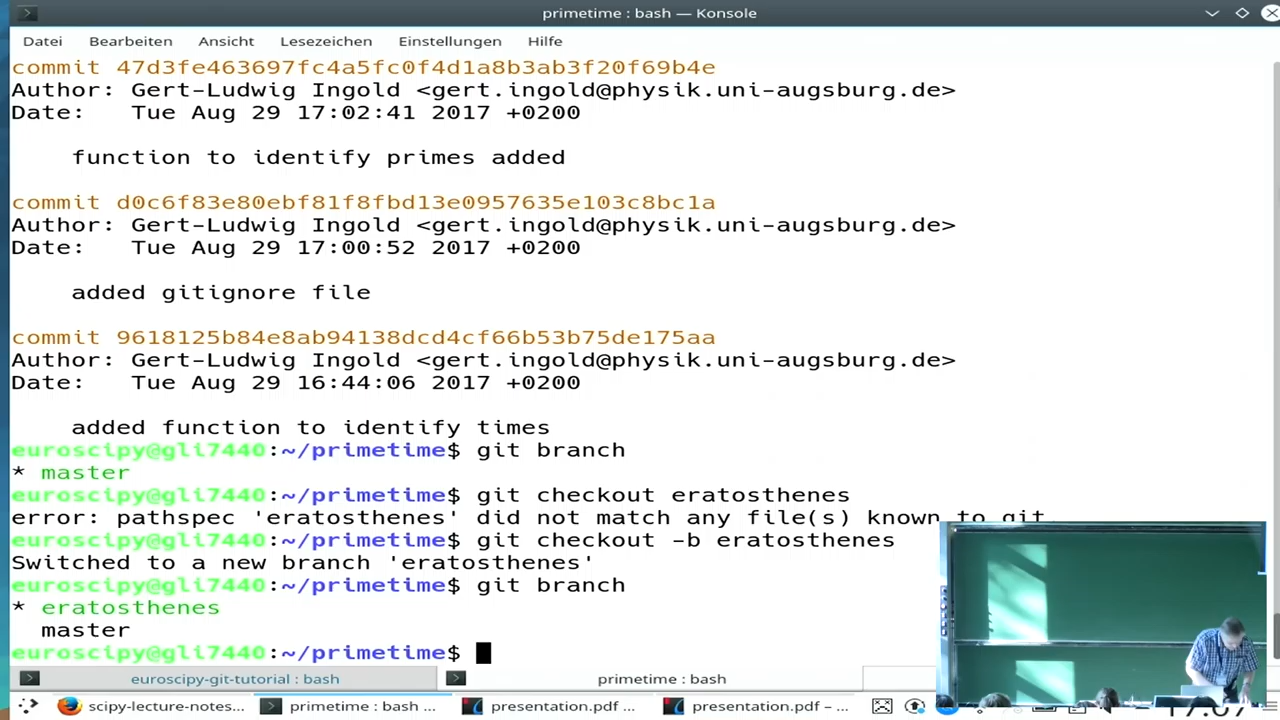 primetime : bash — Konsole
Datei Bearbeiten Ansicht Lesezeichen Einstellungen Hilfe
commit 47d3fe463697fc4a5fc0f4d1a8b3ab3f20f69b4e
Author: Gert-Ludwig Ingold <gert.ingold@physik.uni-augsburg.de>
Date: Tue Aug 29 17:02:41 2017 +0200
function to identify primes added
commit d0c6f83e80ebf81f8fbd13e0957635e103c8bc1a
Author: Gert-Ludwig Ingold <gert.ingold@physik.uni-augsburg.de>
Date: Tue Aug 29 17:00:52 2017 +0200
added gitignore file
commit 9618125b84e8ab94138dcd4cf66b53b75de175aa
Author: Gert-Ludwig Ingold <gert.ingold@physik.uni-augsburg.de>
Date: Tue Aug 29 16:44:06 2017 +0200
added function to identify times
euroscipy@gli7440:~/primetime$ git branch
* master
euroscipy@gli7440:~/primetime$ git checkout eratosthenes
error: pathspec 'eratosthenes' did not match any file(s) known to git.
euroscipy@gli7440:~/primetime$ git checkout -b eratosthenes
Switched to a new branch 'eratosthenes'
euroscipy@gli7440:~/primetime$ git branch
* eratosthenes
master
euroscipy@gli7440:~/primetime$
euroscipy-git-tutorial : bash primetime : bash
scipy-lecture-notes... primetime : bash ... presentation.pdf ... presentation.pdf – ...